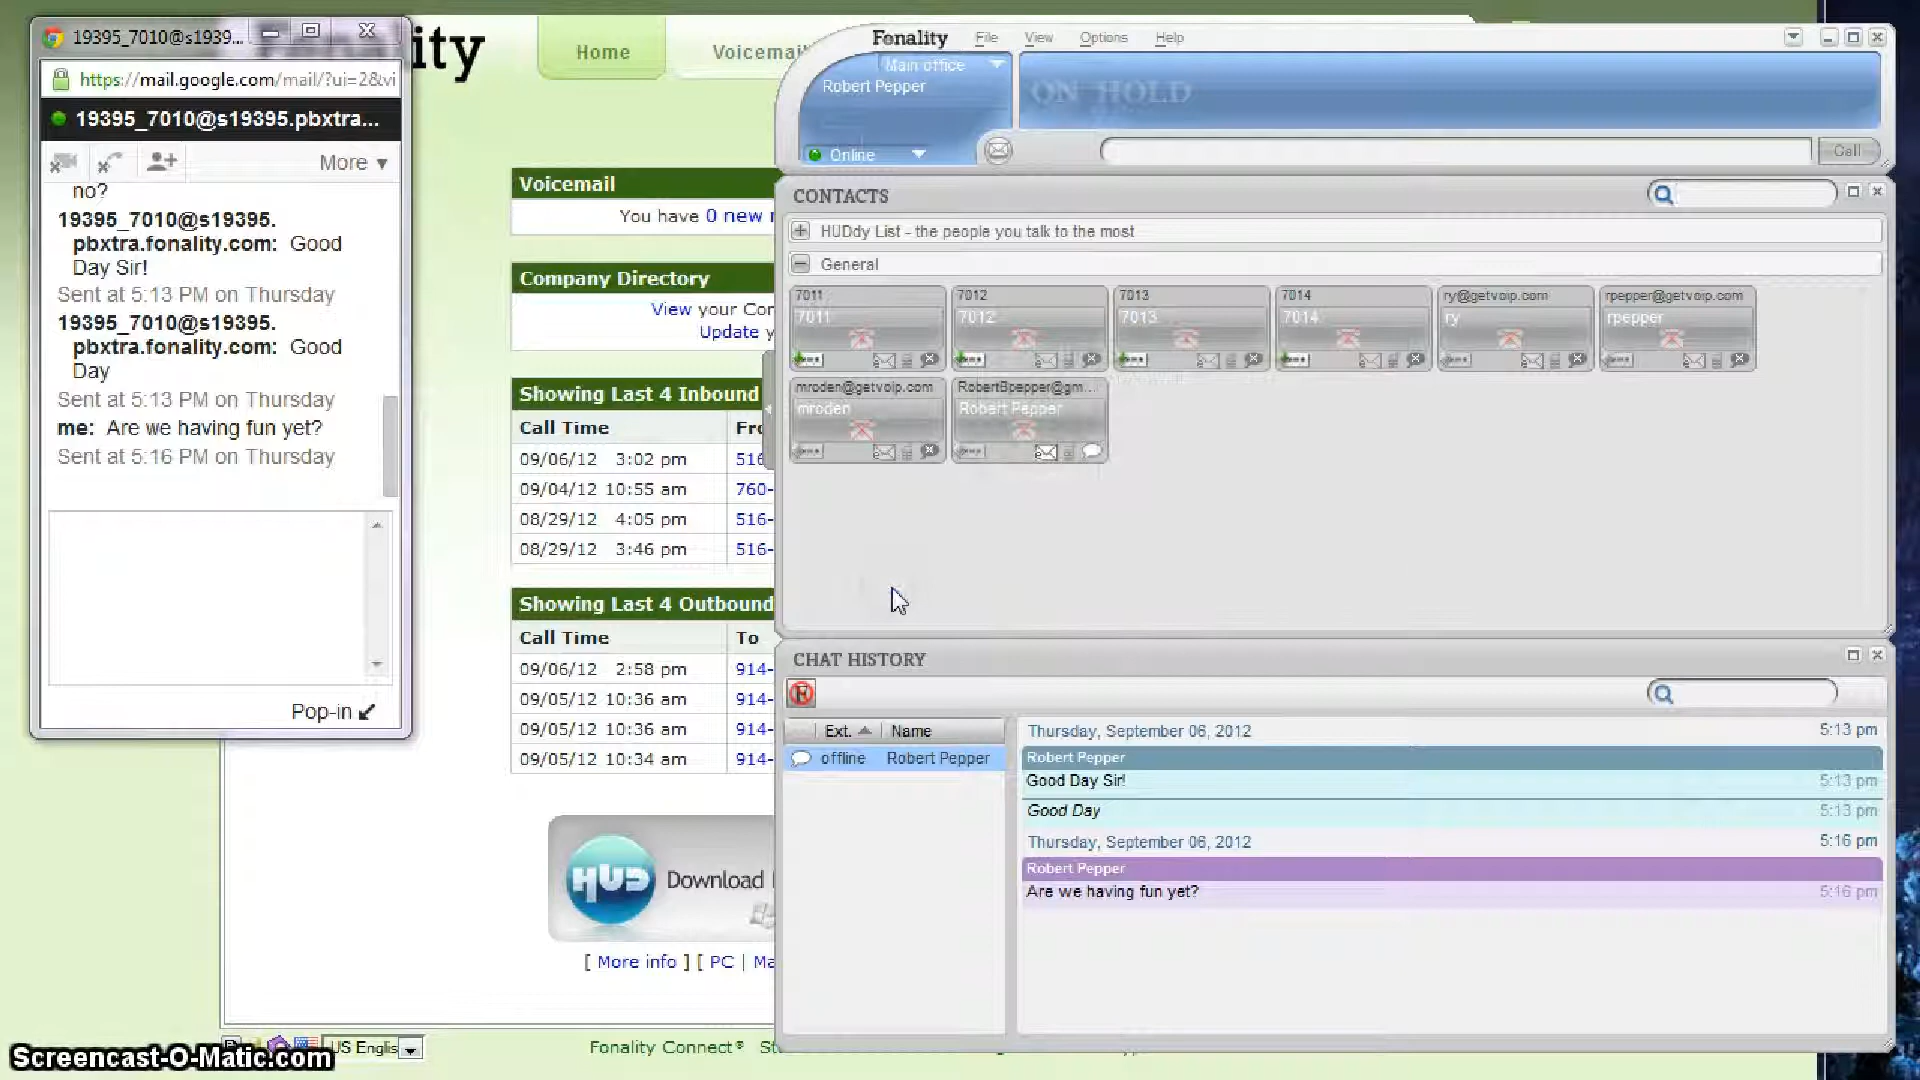 19395_7010@s1939...
https://mail.google.com/mail/?ui=2&vi
19395_7010@s19395.pbxtra...
More
no?
19395_7010@s19395.
pbxtra.fonality.com: Good
Day Sir!
Sent at 5:13 PM on Thursday
19395_7010@s19395.
pbxtra.fonality.com: Good
Day
Sent at 5:13 PM on Thursday
me: Are we having fun yet?
Sent at 5:16 PM on Thursday
Pop-in
Home
Voicemail
Voicemail
You have 0 new
Company Directory
View your
Update
Showing Last 4 Inbound
Call Time
09/06/12 3:02 pm 516
09/04/12 10:55 am 760-
08/29/12 4:05 pm 516-
08/29/12 3:46 pm 516-
Showing Last 4 Outbound
Call Time To
09/06/12 2:58 pm 914-
09/05/12 10:36 am 914-
09/05/12 10:36 am 914-
09/05/12 10:34 am 914-
HUD Download
[ More info ] [ PC |
US Englis
Fonality Connect®
Fonality File View Options Help
Main office
Robert Pepper
ON HOLD
Online
Call
CONTACTS
HUDdy List - the people you talk to the most
General
7011 7012 7013 7014 ry@getvoip.com rpepper@getvoip.com
7011 7012 7013 7014 ry rpepper
mroden@getvoip.com RobertBpepper@gm...
mroden Robert Pepper
CHAT HISTORY
Ext. Name
offline Robert Pepper
Thursday, September 06, 2012 5:13 pm
Robert Pepper
Good Day Sir! 5:13 pm
Good Day 5:13 pm
Thursday, September 06, 2012 5:16 pm
Robert Pepper
Are we having fun yet? 5:16 pm
Screencast-O-Matic.com